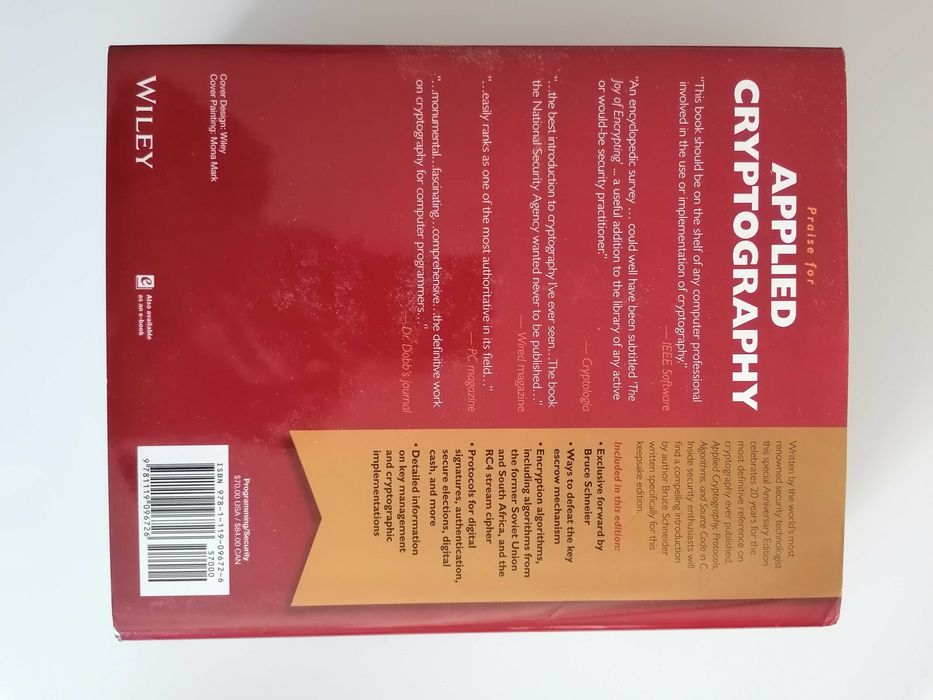 Praise for
APPLIED
CRYPTOGRAPHY
"This book should be on the shelf of any computer professional
involved in the use or implementation of cryptography."
— IEEE Software
"An encyclopedic survey ... could well have been subtitled 'The
Joy of Encrypting' ... a useful addition to the library of any active
or would-be security practitioner."
— Cryptologia
"...the best introduction to cryptography I've ever seen...The book
the National Security Agency wanted never to be published...."
— Wired magazine
"...easily ranks as one of the most authoritative in its field...."
— PC magazine
"...monumental...fascinating...comprehensive...the definitive work
on cryptography for computer programmers...."
— Dr. Dobb's Journal
Written by the world's most
renowned security technologist
this special Anniversary Edition
celebrates 20 years for the
most definitive reference on
cryptography ever published,
Applied Cryptography, Protocols,
Algorithms, and Source Code in C.
Inside security enthusiasts will
find a compelling introduction
by author Bruce Schneier
written specifically for this
keepsake edition.
Included in this edition:
• Exclusive forward by
Bruce Schneier
• Ways to defeat the key
escrow mechanism
• Encryption algorithms,
including algorithms from
the former Soviet Union
and South Africa, and the
RC4 stream cipher
• Protocols for digital
signatures, authentication,
secure elections, digital
cash, and more
• Detailed information
on key management
and cryptographic
implementations
Cover Design: Wiley
Cover Painting: Mona Mark
WILEY
e
Also available
as an e-book
Programming/Security
$70.00 USA / $84.00 CAN
ISBN 978-1-119-09672-6
57000
9 781119 096726